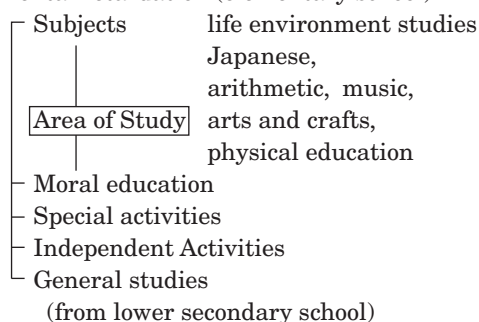 Subjects life environment studies
Japanese,
arithmetic, music,
Area of Study arts and crafts,
physical education
Moral education
Special activities
Independent Activities
General studies
(from lower secondary school)